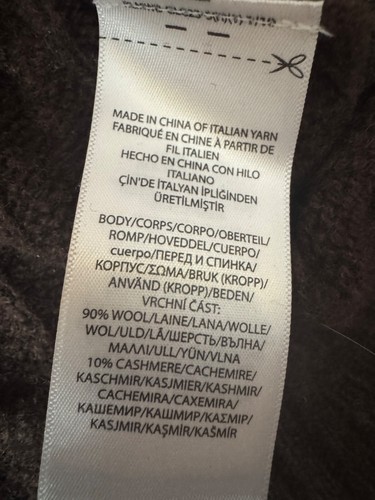 MADE IN CHINA OF ITALIAN YARN
FABRIQUÉ EN CHINE À PARTIR DE
FIL ITALIEN
HECHO EN CHINA CON HILO
ITALIANO
ÇİN'DE İTALYAN İPLİĞİNDEN
ÜRETİLMİŞTİR
BODY/CORPS/CORPO/OBERTEIL/
ROMP/HOVEDDEL/CUERPO/
cuerpo/ПЕРЕД И СПИНКА/
КОРПУС/ΣΩΜΑ/BRUK (KROPP)/
ANVÄND (KROPP)/BEDEN/
VRCHNÍ ČÁST:
90% WOOL/LAINE/LANA/WOLLE/
WOL/ULD/LÃ/ШЕРСТЬ/ВЪЛНА/
ΜΑΛΛΙ/ULL/YÜN/VLNA
10% CASHMERE/CACHEMIRE/
KASCHMIR/KASJMIER/KASHMIR/
CACHEMIRA/CAXEMIRA/
КАШЕМИР/КАШМИР/ΚΑΣΜΙΡ/
KASJMIR/KAŞMİR/KAŠMÍR